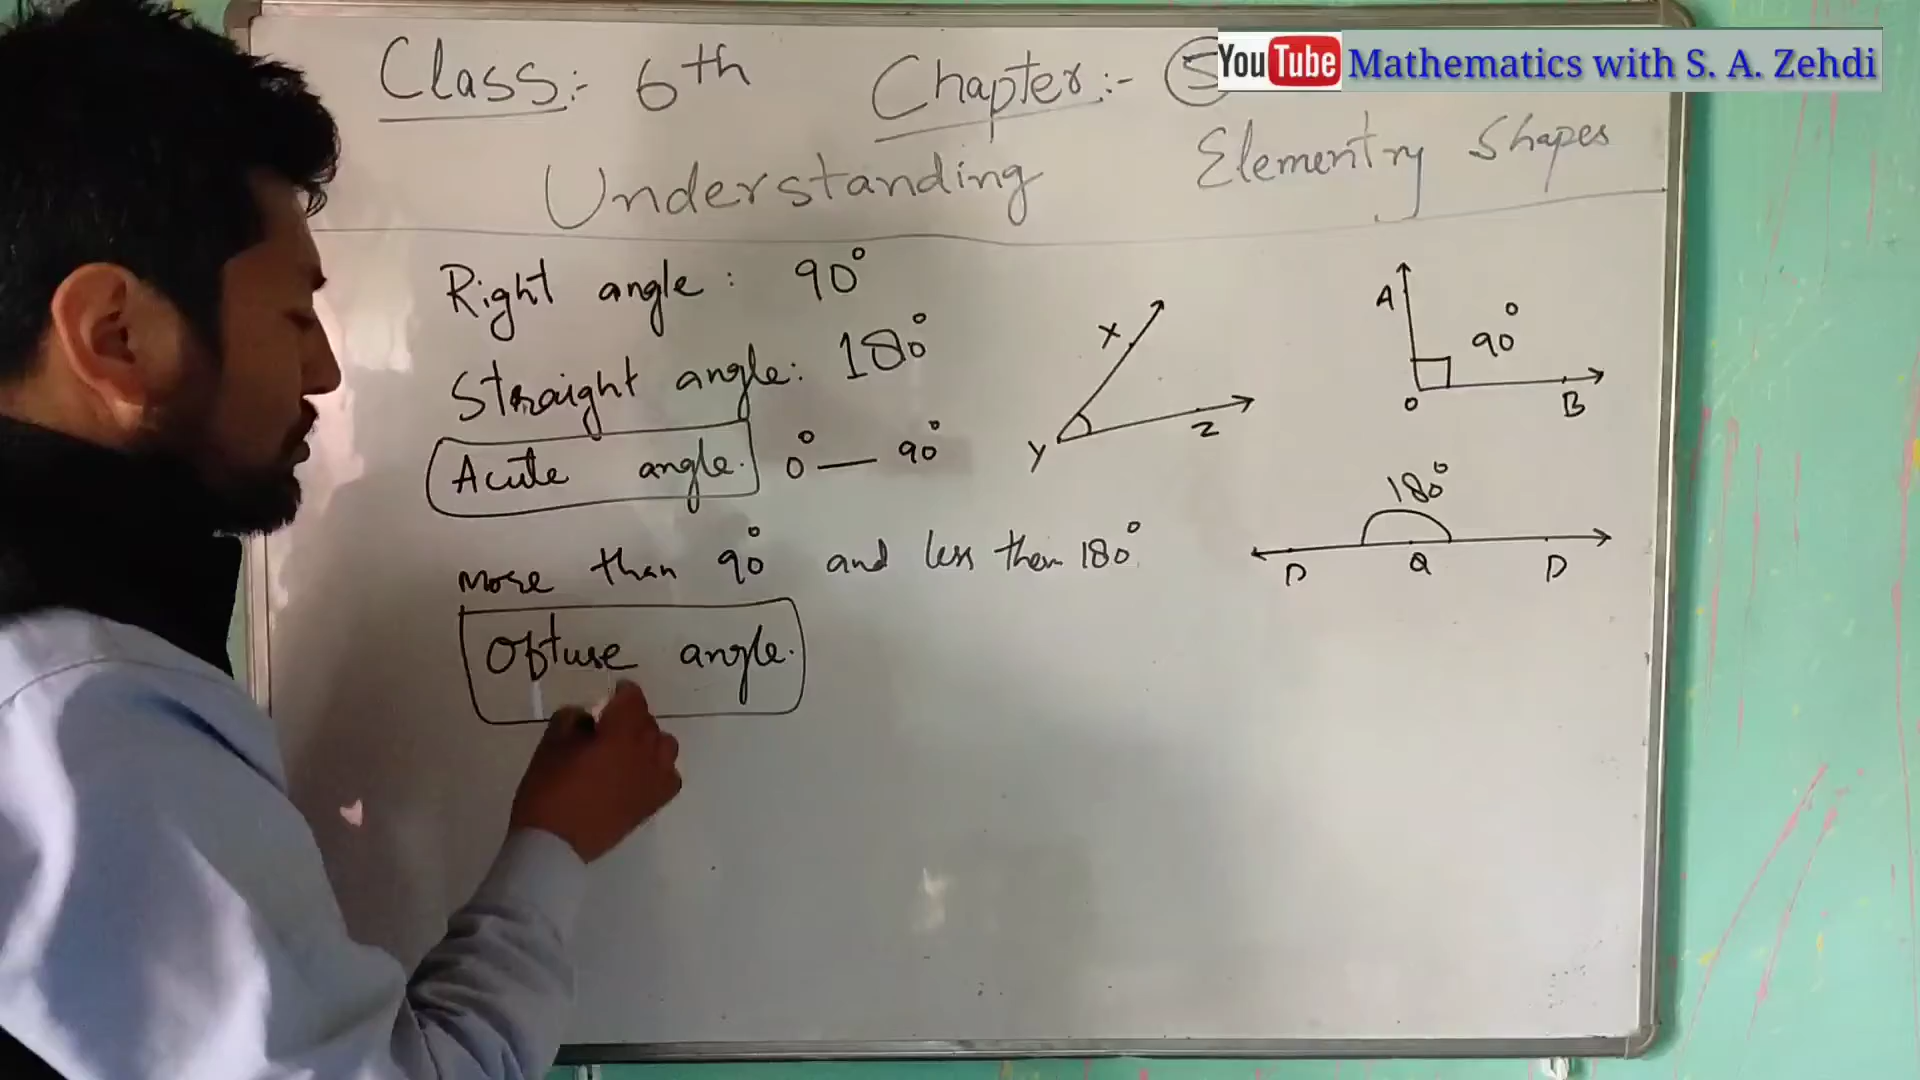 YouTube Mathematics with S. A. Zehdi
Class:- 6th Chapter:- 5
Understanding Elementry Shapes
Right angle: 90°
Straight angle: 180°
Acute angle. 0° — 90°
more than 90° and less then 180°
Obtuse angle.
X
Y
Z
A
90°
O
B
180°
P
Q
D